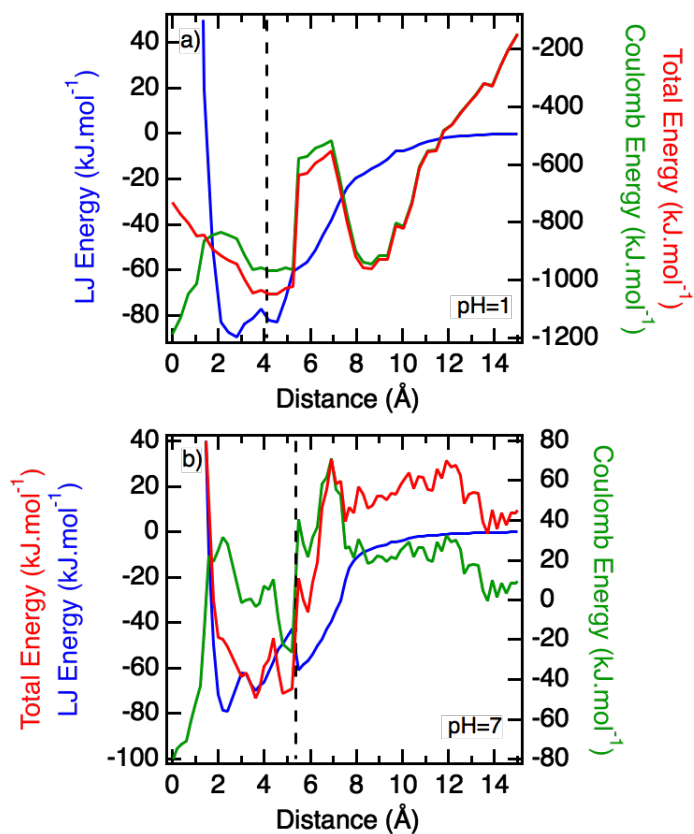 a)
40
20
0
-20
-40
-60
-80
LJ Energy (kJ.mol⁻¹)
-200
-400
-600
-800
-1000
-1200
Coulomb Energy (kJ.mol⁻¹)
Total Energy (kJ.mol⁻¹)
pH=1
0 2 4 6 8 10 12 14
Distance (Å)
b)
40
20
0
-20
-40
-60
-80
-100
Total Energy (kJ.mol⁻¹)
LJ Energy (kJ.mol⁻¹)
80
60
40
20
0
-20
-40
-60
-80
Coulomb Energy (kJ.mol⁻¹)
pH=7
0 2 4 6 8 10 12 14
Distance (Å)